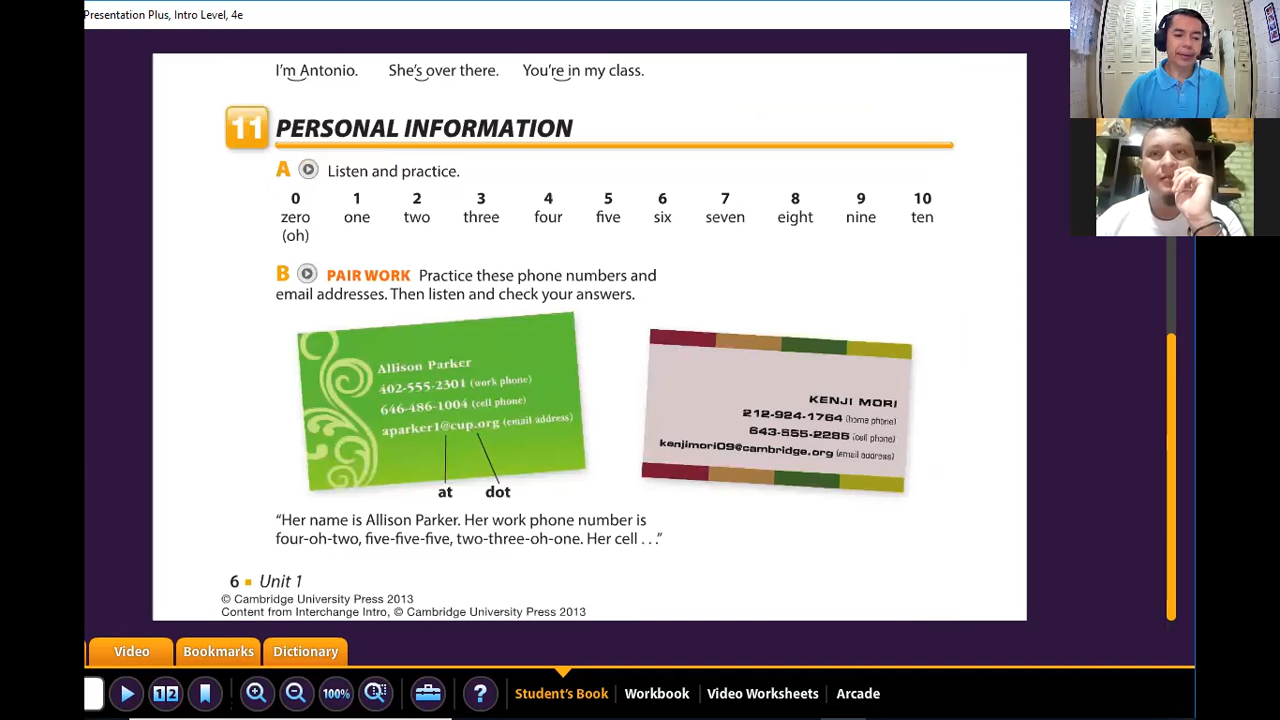 Presentation Plus, Intro Level, 4e
I'm Antonio. She's over there. You're in my class.
11 PERSONAL INFORMATION
A Listen and practice.
0 1 2 3 4 5 6 7 8 9 10
zero one two three four five six seven eight nine ten
(oh)
B PAIR WORK Practice these phone numbers and
email addresses. Then listen and check your answers.
Allison Parker
402-555-2301 (work phone)
646-486-1004 (cell phone)
aparker1@cup.org (email address)
at dot
KENJI MORI
212-924-1764 (home phone)
643-555-2285 (cell phone)
kenjimori09@cambridge.org (email address)
"Her name is Allison Parker. Her work phone number is
four-oh-two, five-five-five, two-three-oh-one. Her cell . . ."
6 Unit 1
© Cambridge University Press 2013
Content from Interchange Intro, © Cambridge University Press 2013
Video Bookmarks Dictionary
12 100% ? Student's Book Workbook Video Worksheets Arcade